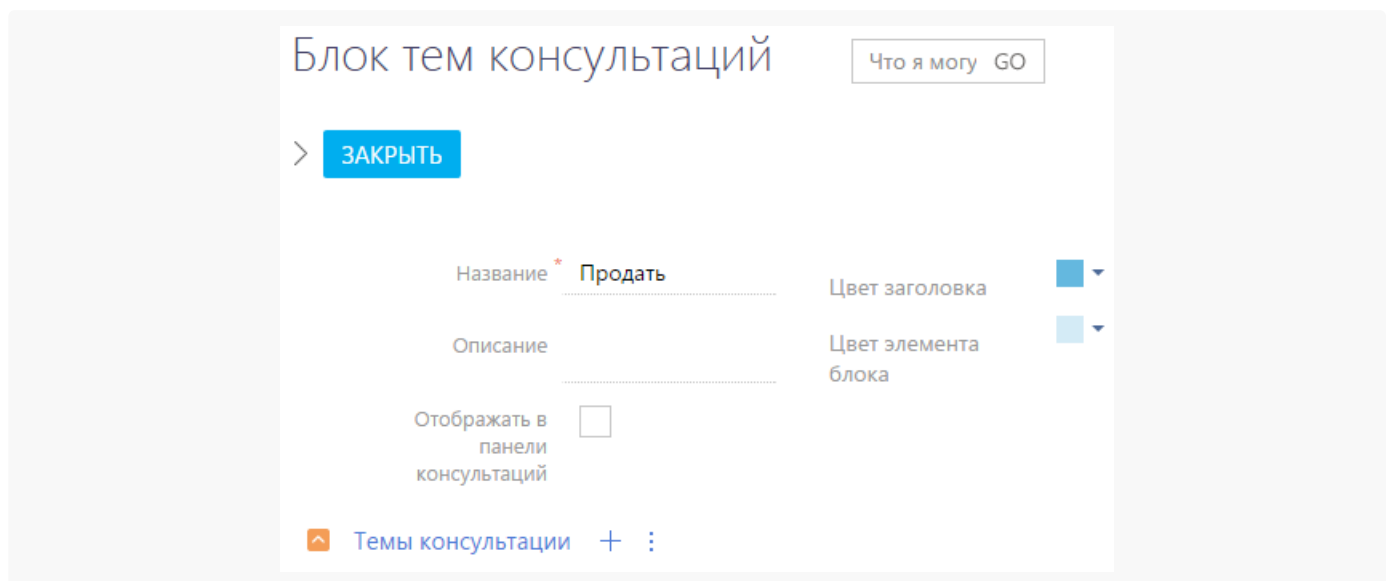 Блок тем консультаций
Что я могу GO
ЗАКРЫТЬ
Название * Продать
Цвет заголовка
Описание
Цвет элемента
блока
Отображать в
панели
консультаций
Темы консультации